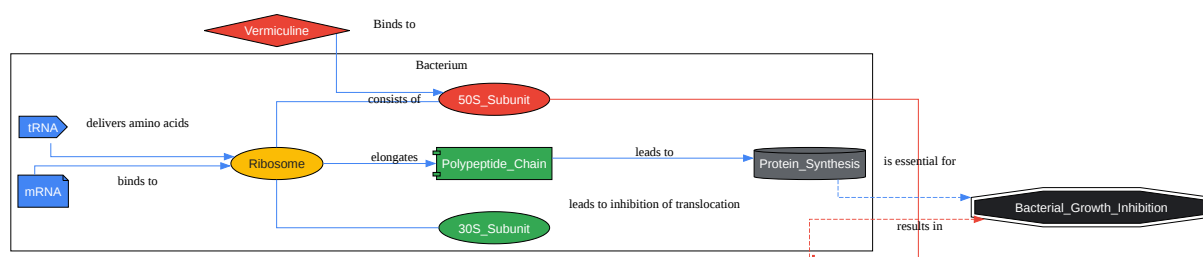 Vermiculine
Binds to
Bacterium
consists of
50S_Subunit
tRNA
delivers amino acids
Ribosome
elongates
Polypeptide_Chain
leads to
Protein_Synthesis
is essential for
mRNA
binds to
leads to inhibition of translocation
Bacterial_Growth_Inhibition
30S_Subunit
results in